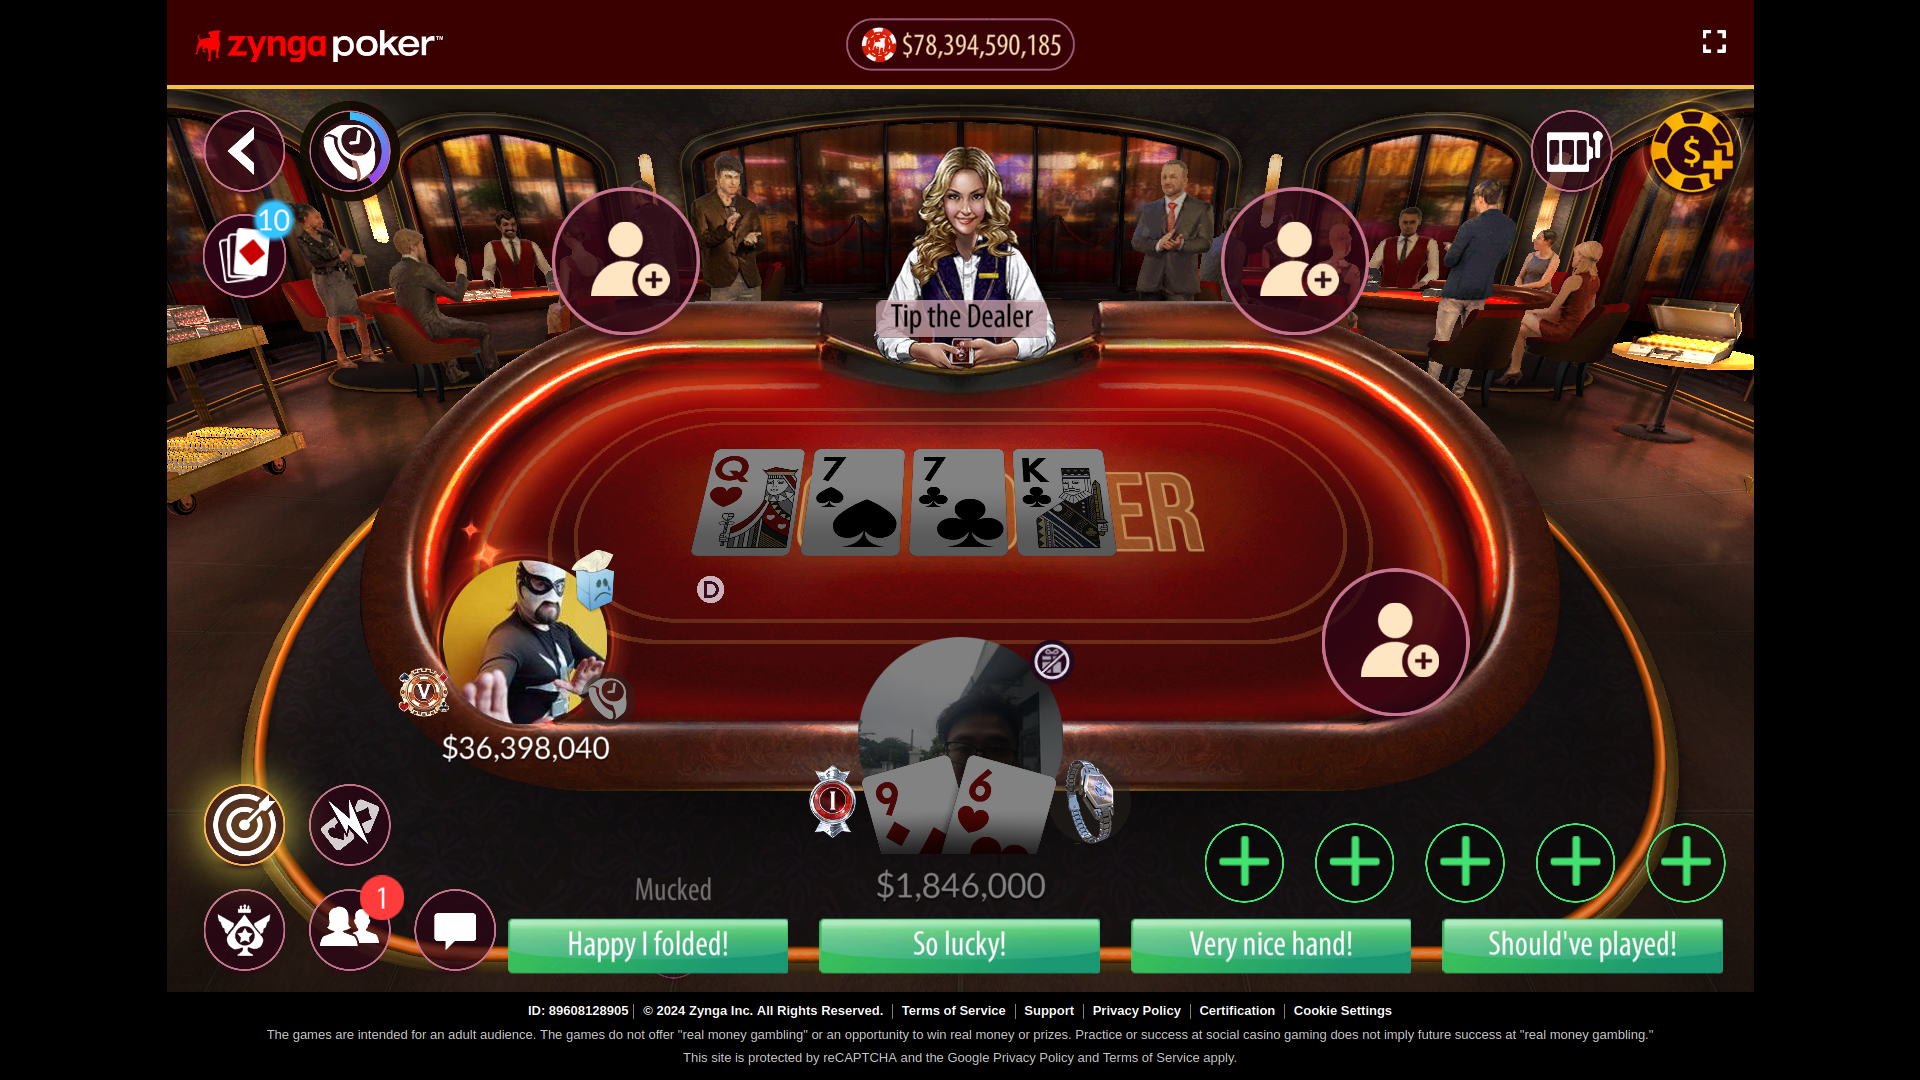 zynga poker™
$78,394,590,185
10
$
Tip the Dealer
Q 7 7 K
ER
D
V
$36,398,040
I
9 6
Mucked
$1,846,000
1
Happy I folded! So lucky! Very nice hand! Should've played!
ID: 89608128905 | © 2024 Zynga Inc. All Rights Reserved. | Terms of Service | Support | Privacy Policy | Certification | Cookie Settings
The games are intended for an adult audience. The games do not offer "real money gambling" or an opportunity to win real money or prizes. Practice or success at social casino gaming does not imply future success at "real money gambling."
This site is protected by reCAPTCHA and the Google Privacy Policy and Terms of Service apply.